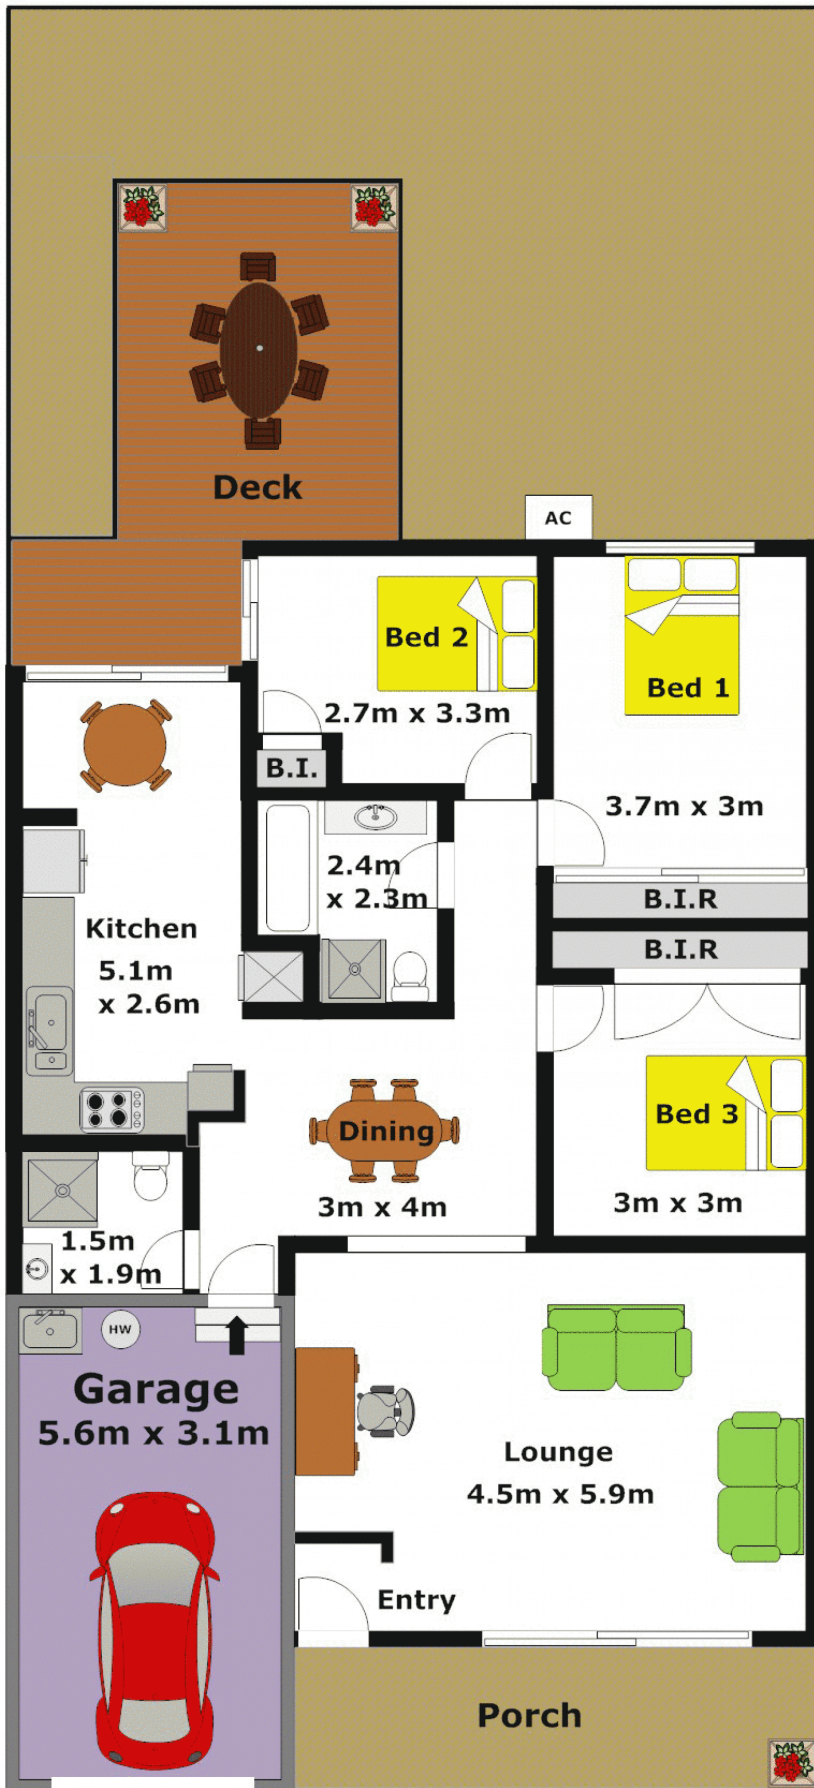 Deck
AC
Bed 2
2.7m x 3.3m
B.I.
Bed 1
3.7m x 3m
B.I.R
B.I.R
2.4m
x 2.3m
Kitchen
5.1m
x 2.6m
Dining
3m x 4m
Bed 3
3m x 3m
1.5m
x 1.9m
HW
Garage
5.6m x 3.1m
Lounge
4.5m x 5.9m
Entry
Porch